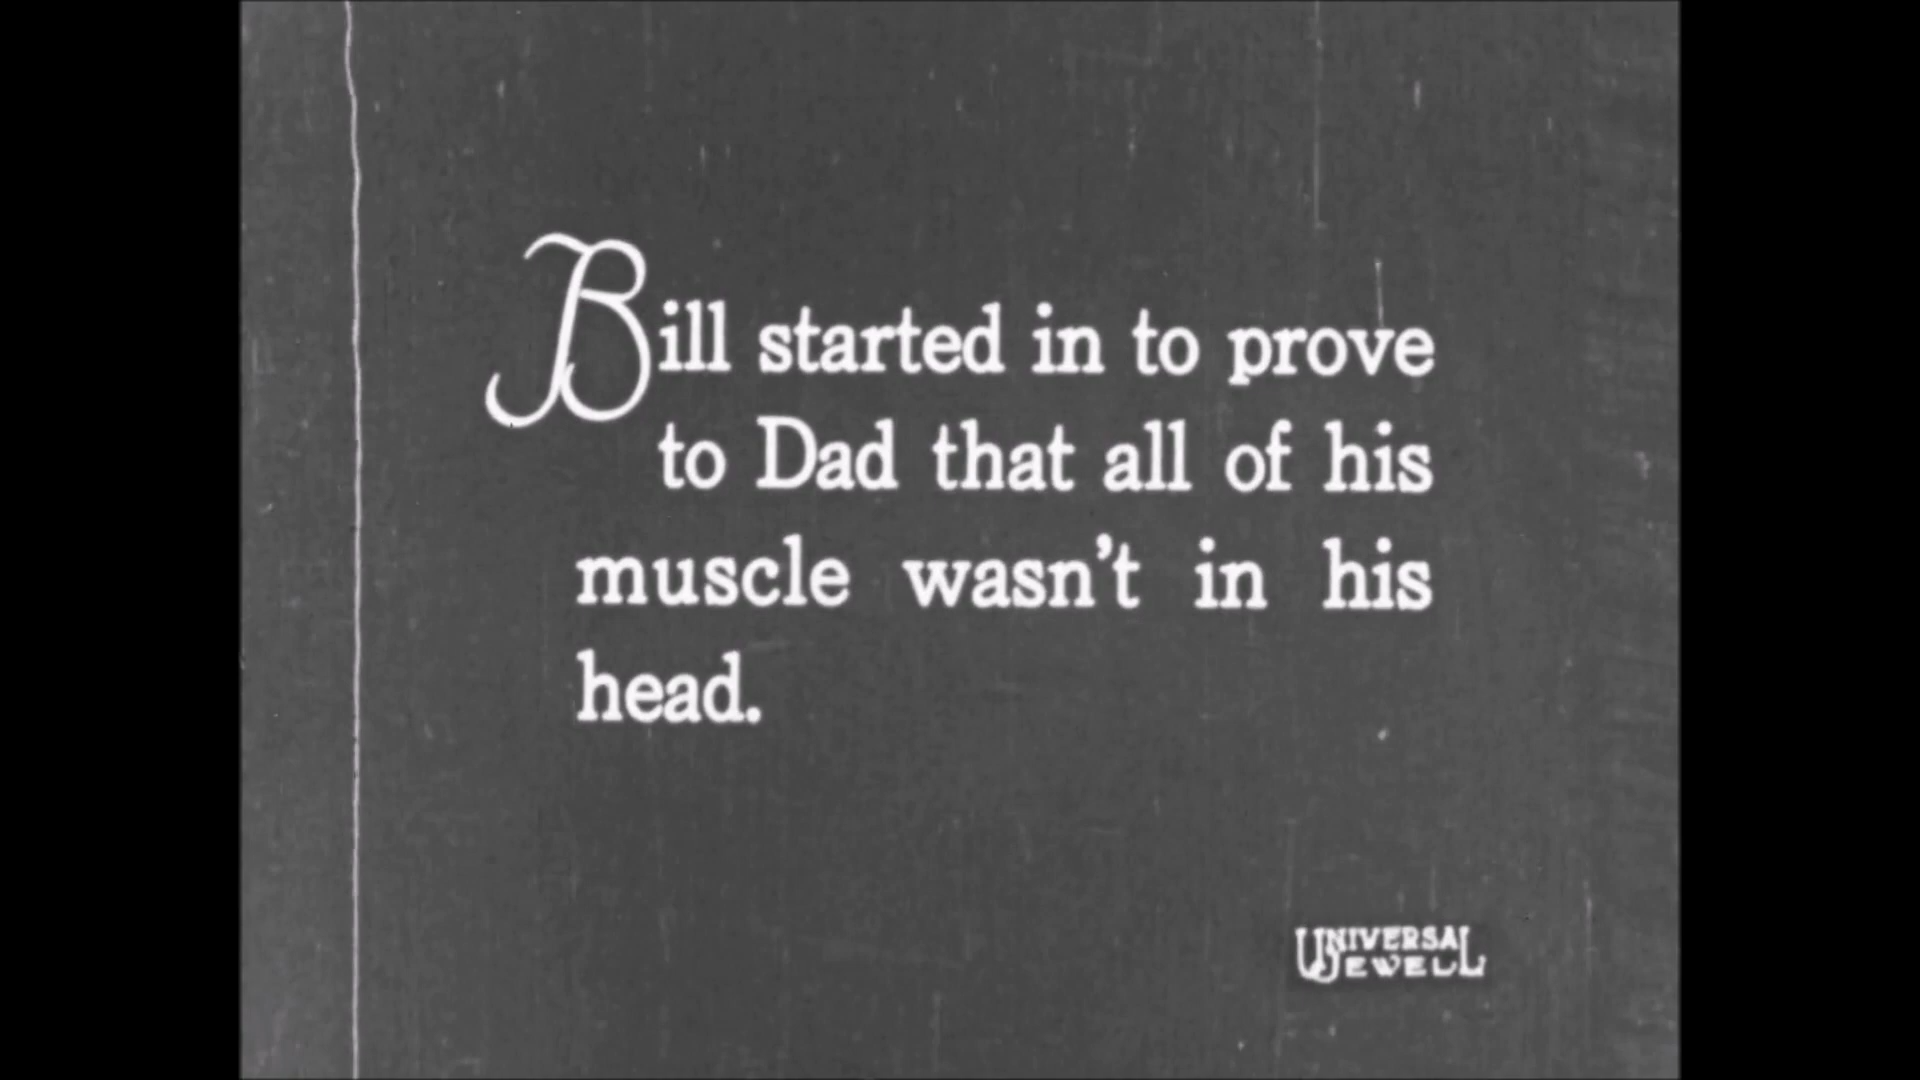 Bill started in to prove
to Dad that all of his
muscle wasn't in his
head.
UNIVERSAL
JEWEL